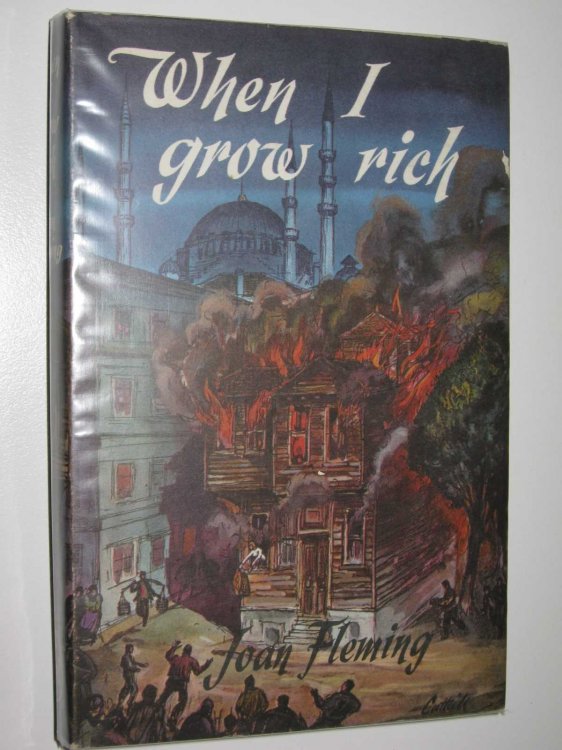 When I
grow rich
Joan Fleming